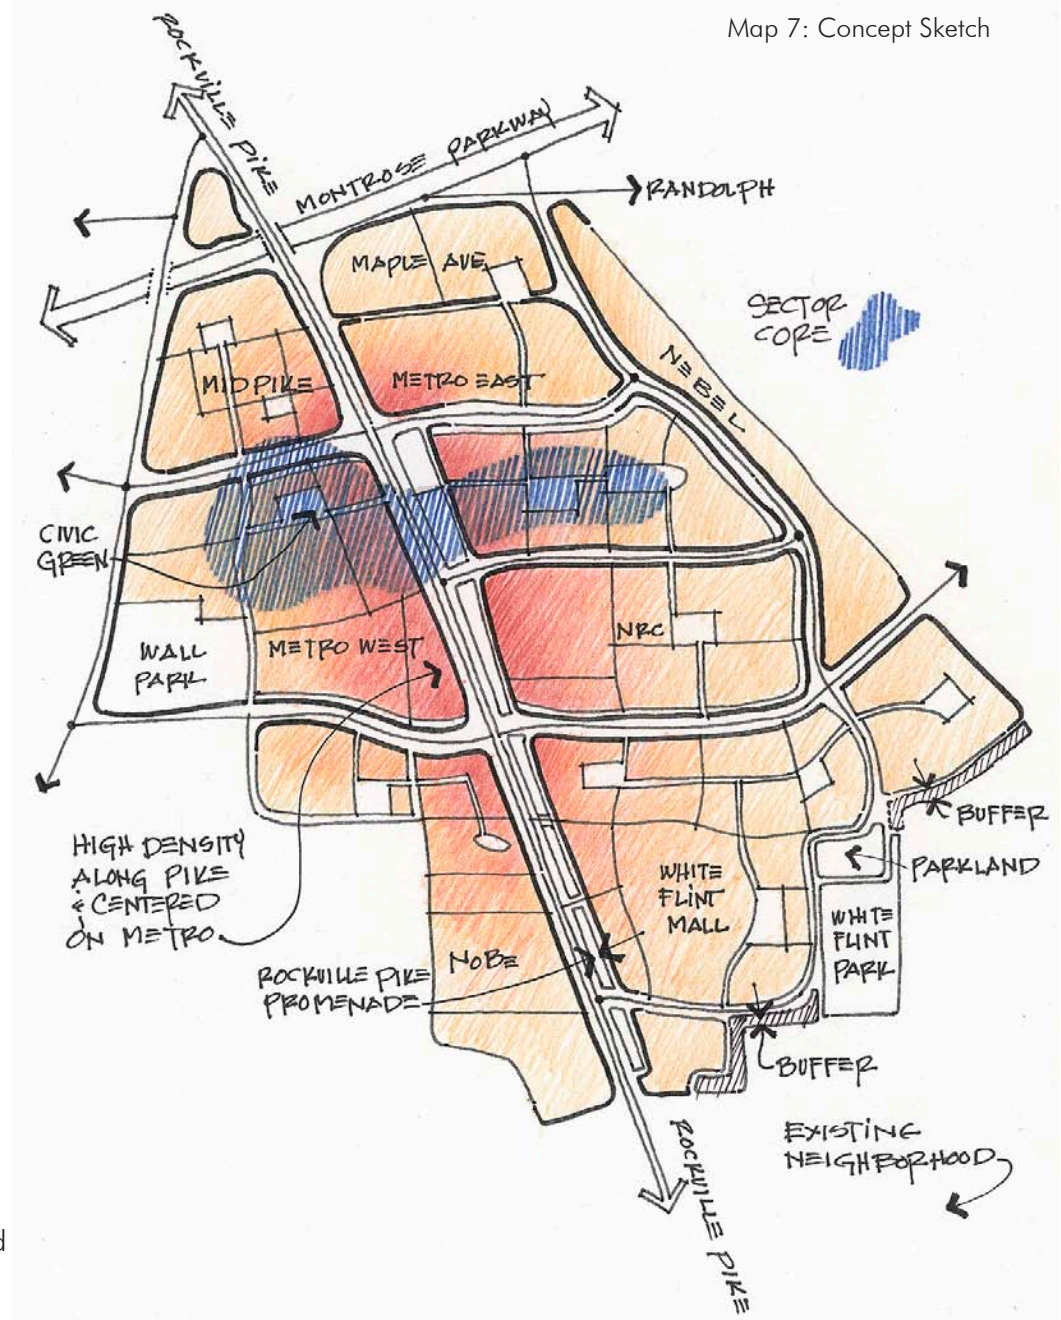 Map 7: Concept Sketch
ROCKVILLE PIKE
MONTROSE PARKWAY
RANDOLPH
MAPLE AVE
SECTOR
CORE
NEBEL
MIDPIKE
METRO EAST
CIVIC
GREEN
WALL
PARK
METRO WEST
NRC
HIGH DENSITY
ALONG PIKE
& CENTERED
ON METRO
BUFFER
PARKLAND
WHITE
FLINT
MALL
WHITE
FLINT
PARK
ROCKVILLE PIKE
PROMENADE
NOBE
BUFFER
EXISTING
NEIGHBORHOOD
ROCKVILLE PIKE
d